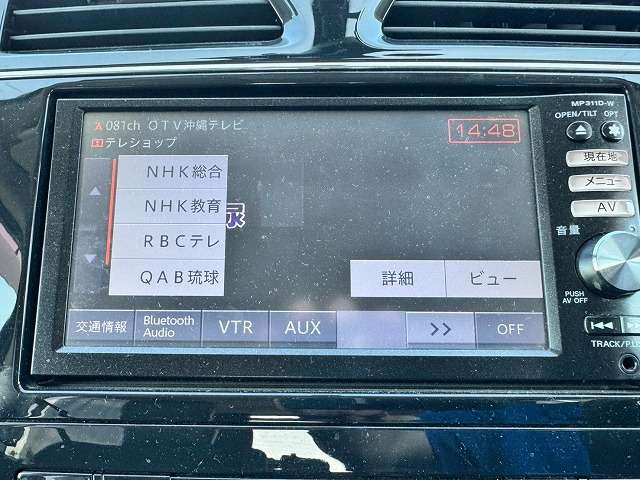 MP311D-W
OPEN/TILT OPT
081ch OTV沖縄テレビ
テレショップ
14:48
現在地
メニュー
AV
音量
PUSH
AV OFF
TRACK/P.LI
NHK総合
NHK教育
RBCテレ
QAB琉球
詳細
ビュー
交通情報
Bluetooth
Audio
VTR
AUX
>>
OFF